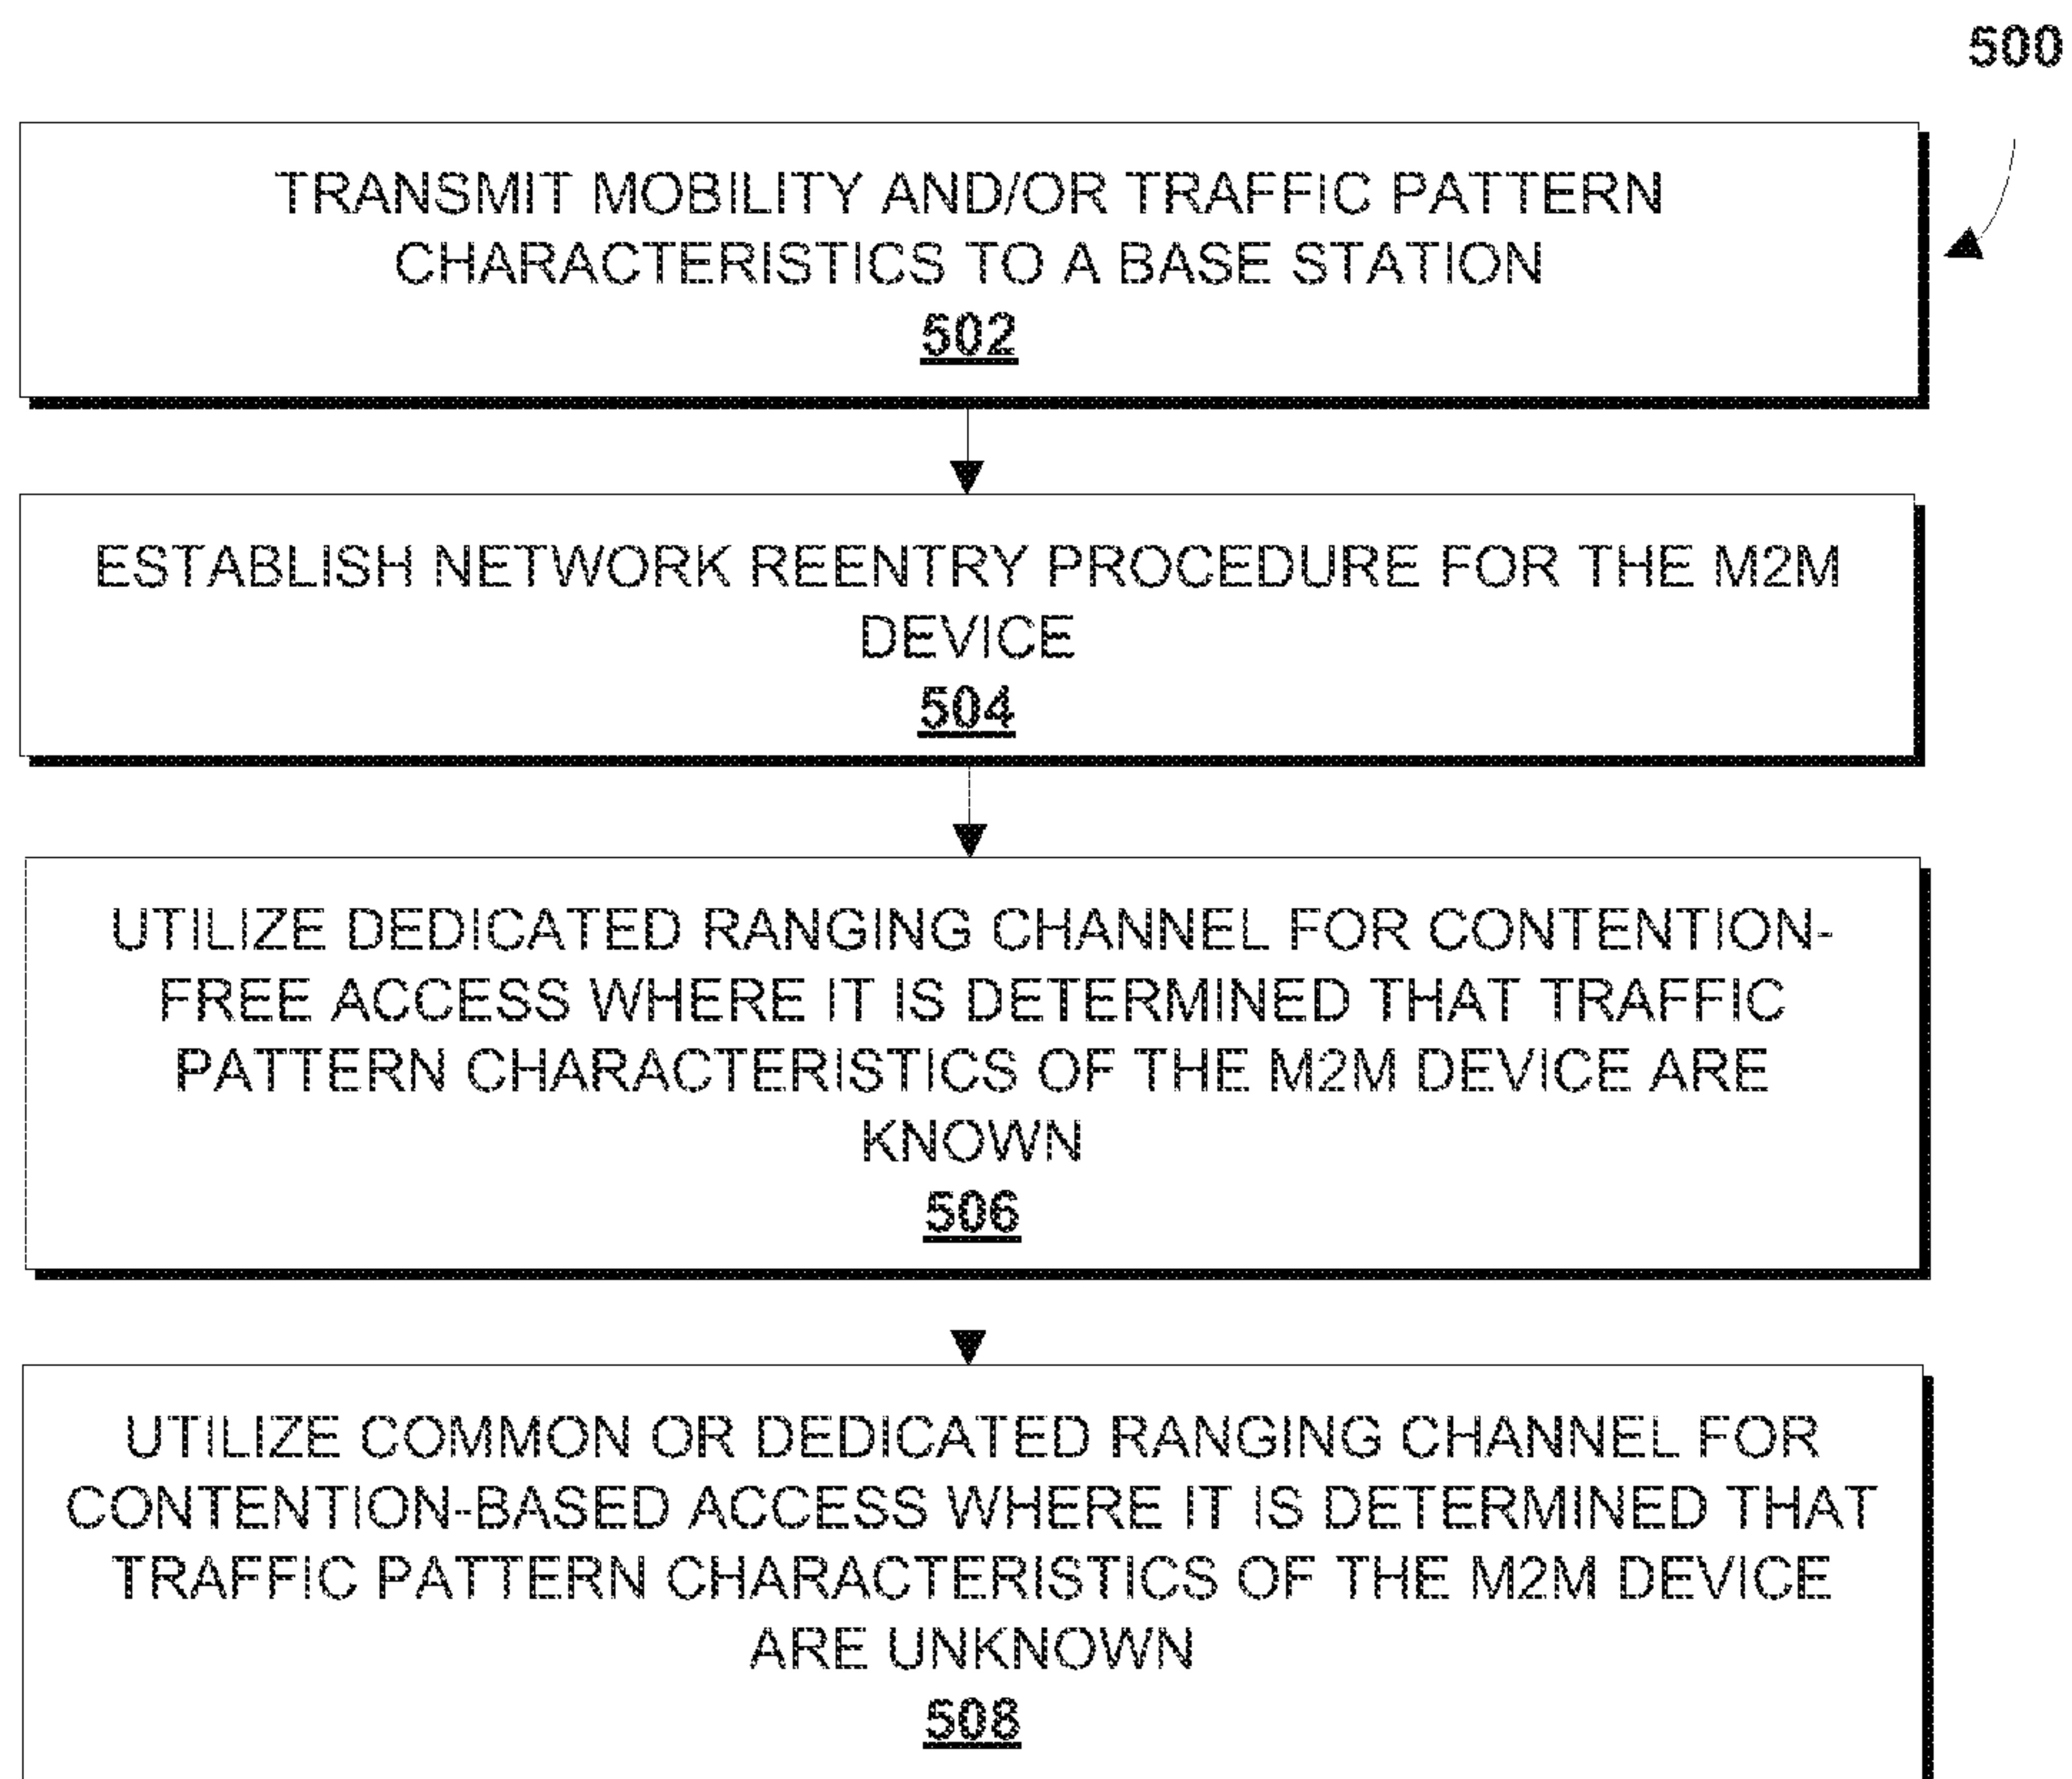 500
TRANSMIT MOBILITY AND/OR TRAFFIC PATTERN
CHARACTERISTICS TO A BASE STATION
502
ESTABLISH NETWORK REENTRY PROCEDURE FOR THE M2M
DEVICE
504
UTILIZE DEDICATED RANGING CHANNEL FOR CONTENTION-
FREE ACCESS WHERE IT IS DETERMINED THAT TRAFFIC
PATTERN CHARACTERISTICS OF THE M2M DEVICE ARE
KNOWN
506
UTILIZE COMMON OR DEDICATED RANGING CHANNEL FOR
CONTENTION-BASED ACCESS WHERE IT IS DETERMINED THAT
TRAFFIC PATTERN CHARACTERISTICS OF THE M2M DEVICE
ARE UNKNOWN
508